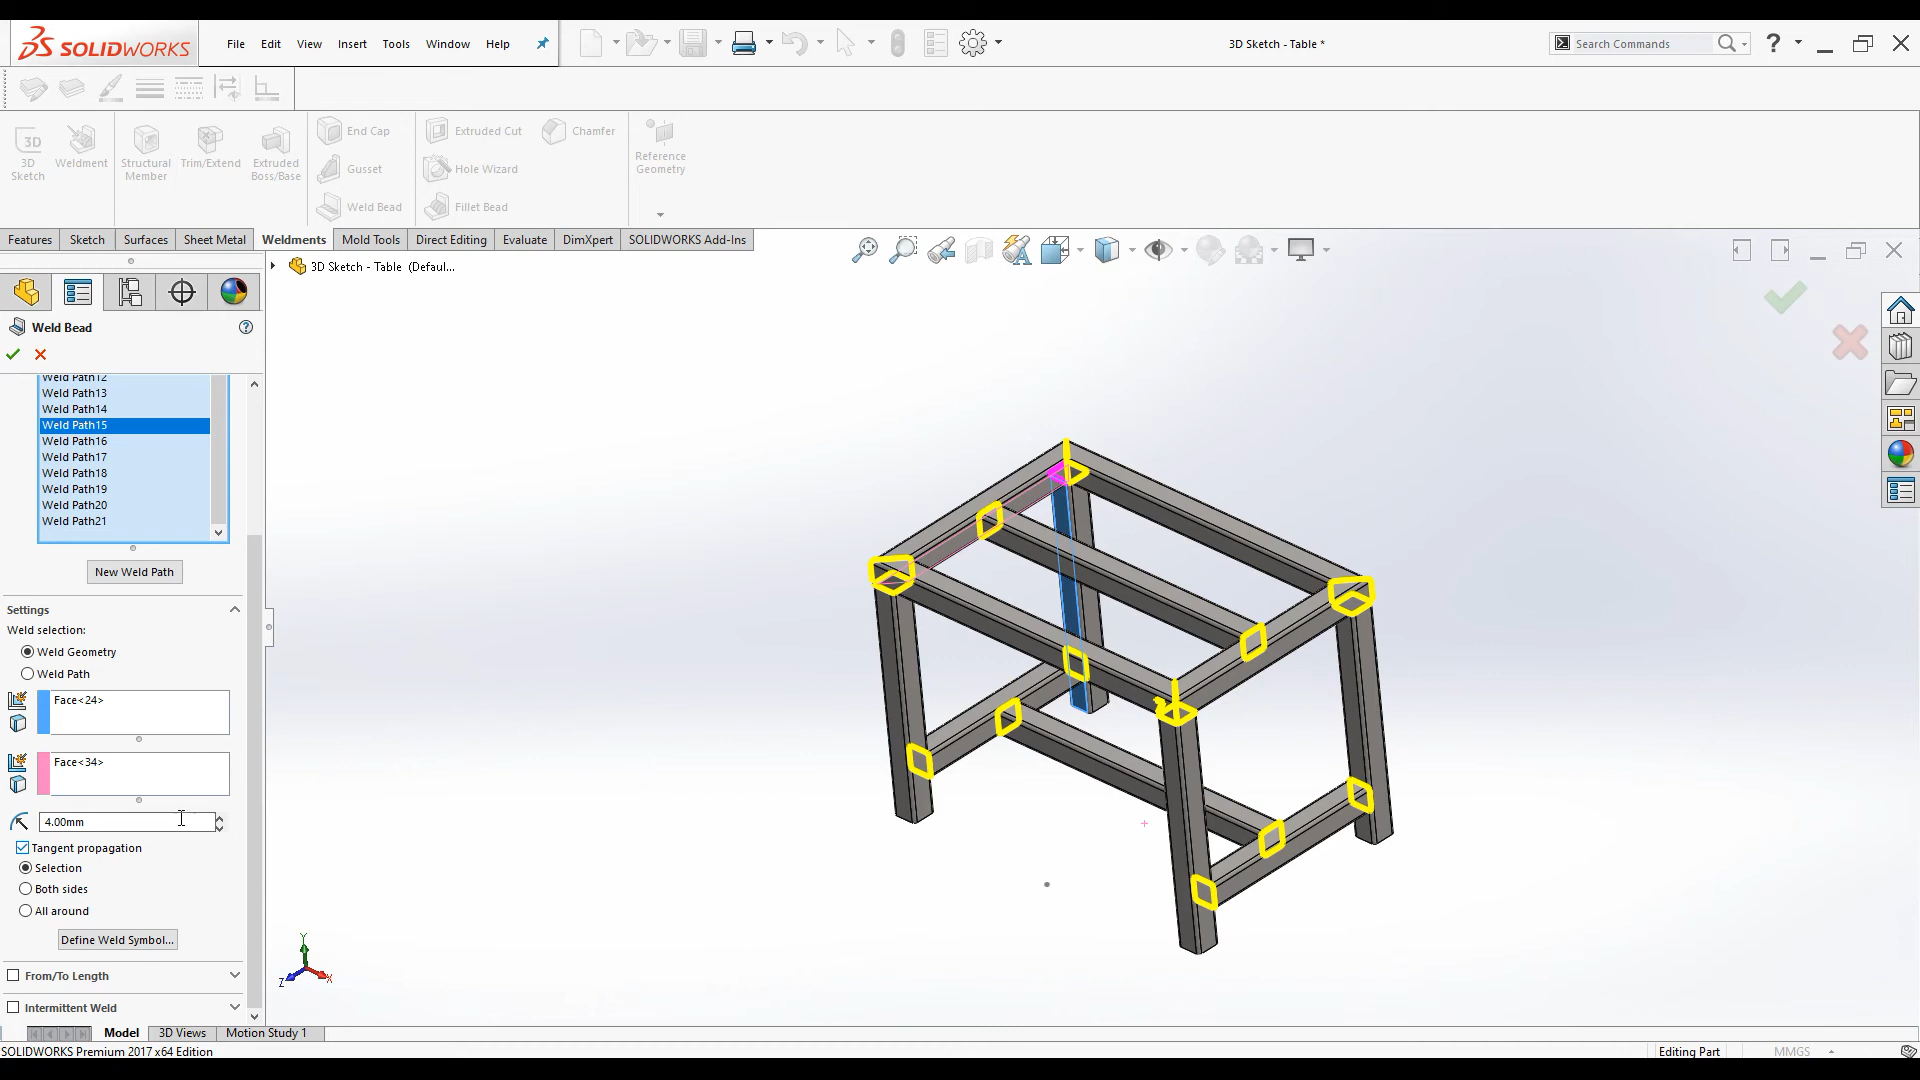 SOLIDWORKS
File Edit View Insert Tools Window Help
3D Sketch - Table *
Search Commands
3D Sketch
Weldment
Structural Member
Trim/Extend
Extruded Boss/Base
End Cap
Gusset
Weld Bead
Extruded Cut
Hole Wizard
Fillet Bead
Chamfer
Reference Geometry
Features Sketch Surfaces Sheet Metal Weldments Mold Tools Direct Editing Evaluate DimXpert SOLIDWORKS Add-Ins
3D Sketch - Table (Defaul...
Weld Bead
Weld Path12
Weld Path13
Weld Path14
Weld Path15
Weld Path16
Weld Path17
Weld Path18
Weld Path19
Weld Path20
Weld Path21
New Weld Path
Settings
Weld selection:
Weld Geometry
Weld Path
Face<24>
Face<34>
4.00mm
Tangent propagation
Selection
Both sides
All around
Define Weld Symbol...
From/To Length
Intermittent Weld
Y
Z
X
Model 3D Views Motion Study 1
SOLIDWORKS Premium 2017 x64 Edition
Editing Part MMGS